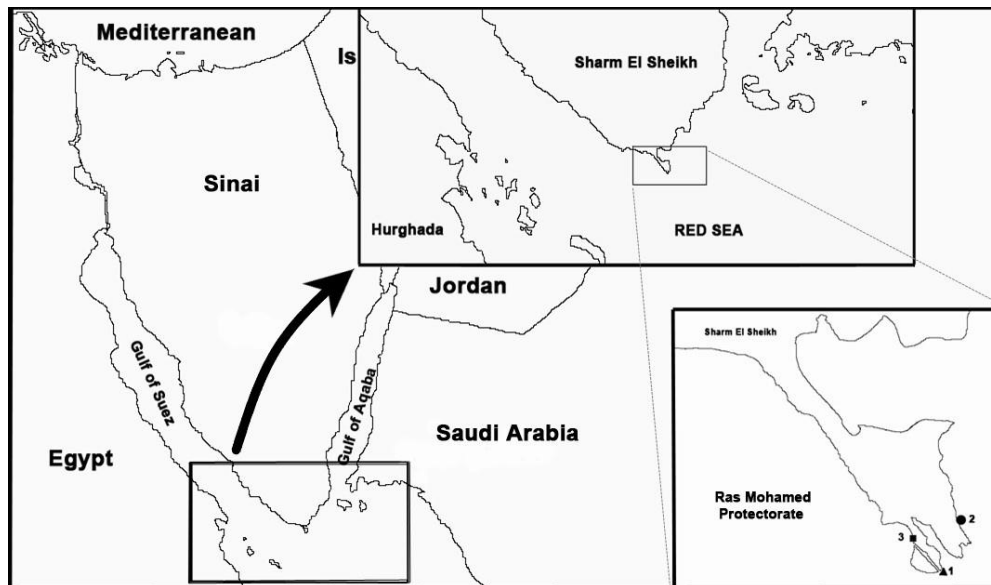 Mediterranean
Is
Sinai
Sharm El Sheikh
Hurghada
RED SEA
Jordan
Gulf of Suez
Gulf of Aqaba
Saudi Arabia
Egypt
Sharm El Sheikh
Ras Mohamed
Protectorate
2
3
1